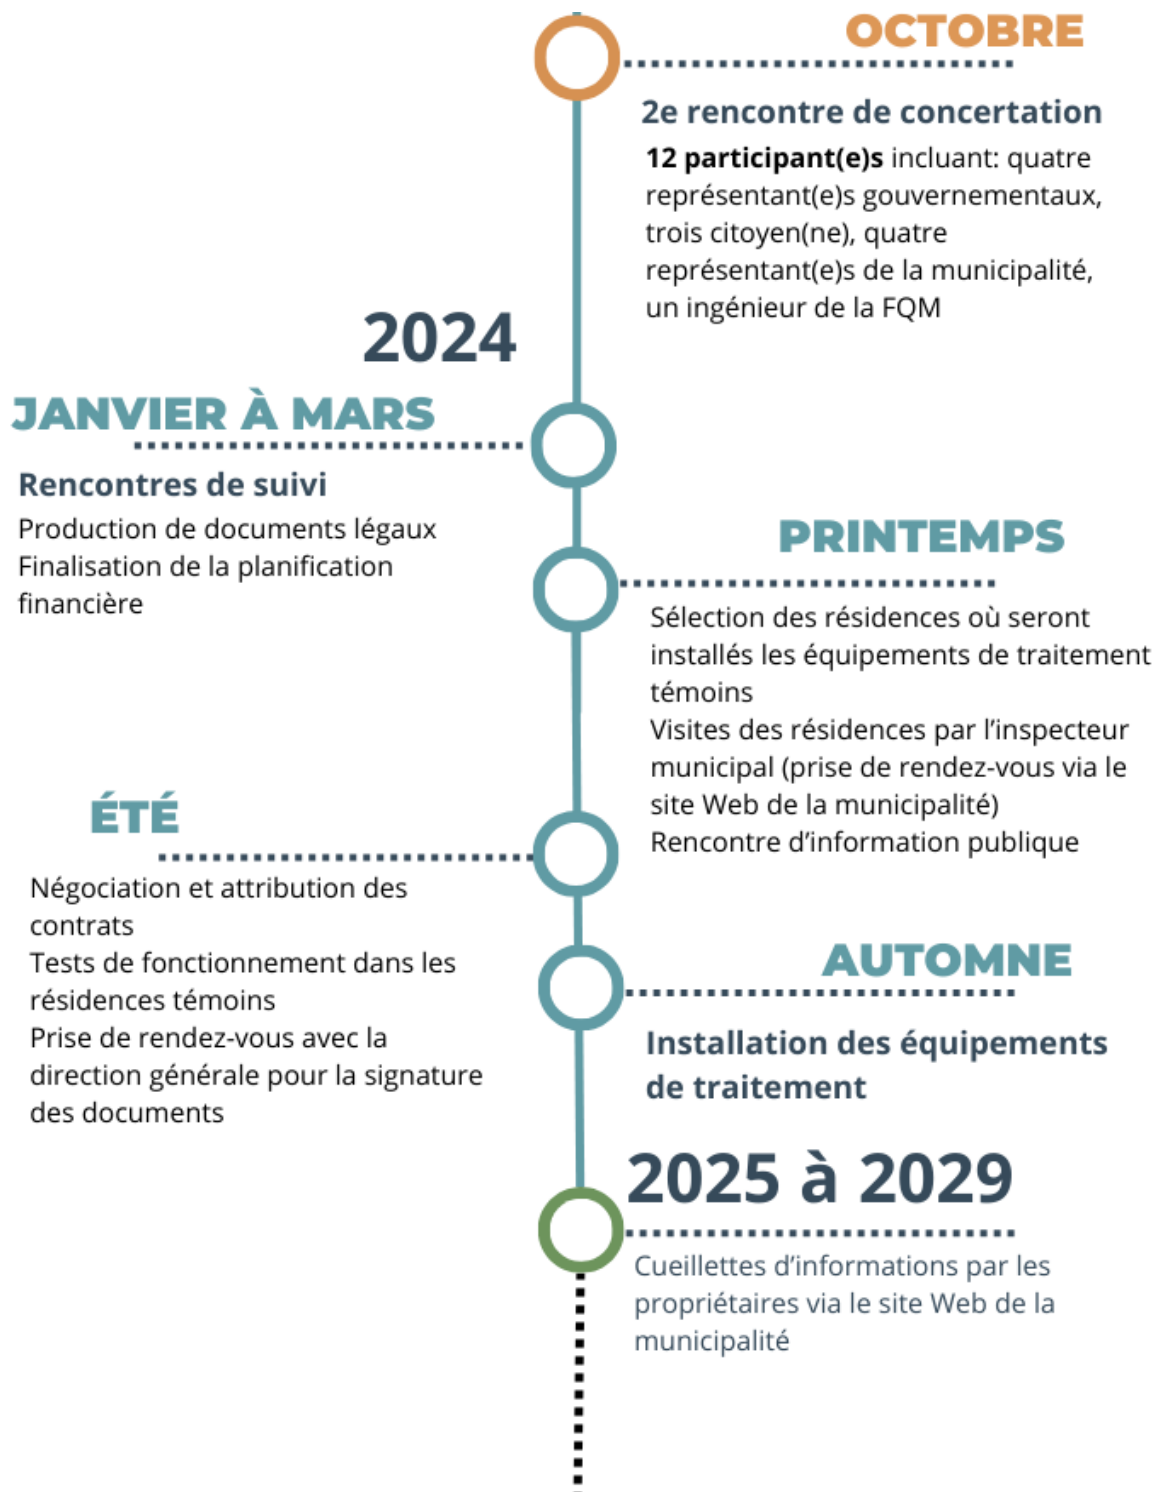 OCTOBRE
2e rencontre de concertation
12 participant(e)s incluant: quatre
représentant(e)s gouvernementaux,
trois citoyen(ne), quatre
représentant(e)s de la municipalité,
un ingénieur de la FQM
2024
JANVIER À MARS
Rencontres de suivi
Production de documents légaux
Finalisation de la planification
financière
PRINTEMPS
Sélection des résidences où seront
installés les équipements de traitement
témoins
Visites des résidences par l'inspecteur
municipal (prise de rendez-vous via le
site Web de la municipalité)
Rencontre d'information publique
ÉTÉ
Négociation et attribution des
contrats
Tests de fonctionnement dans les
résidences témoins
Prise de rendez-vous avec la
direction générale pour la signature
des documents
AUTOMNE
Installation des équipements
de traitement
2025 à 2029
Cueillettes d'informations par les
propriétaires via le site Web de la
municipalité